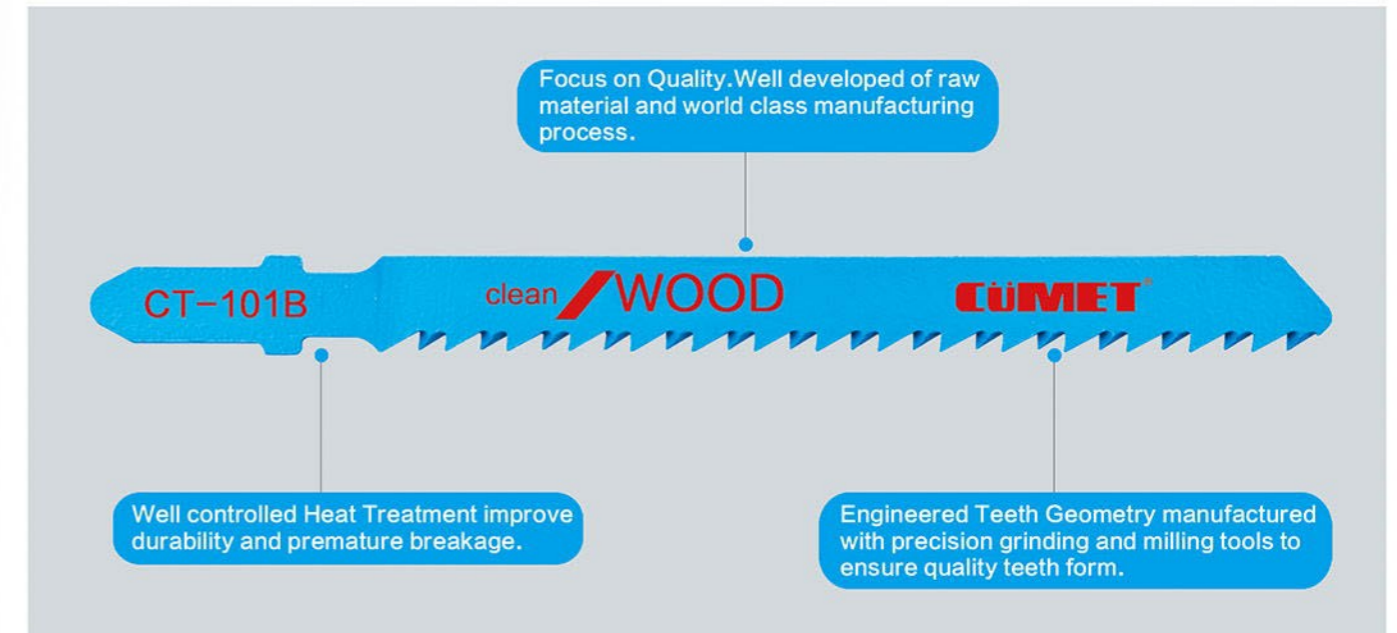 Focus on Quality.Well developed of raw
material and world class manufacturing
process.
CT-101B
clean WOOD
CÜMET®
Well controlled Heat Treatment improve
durability and premature breakage.
Engineered Teeth Geometry manufactured
with precision grinding and milling tools to
ensure quality teeth form.